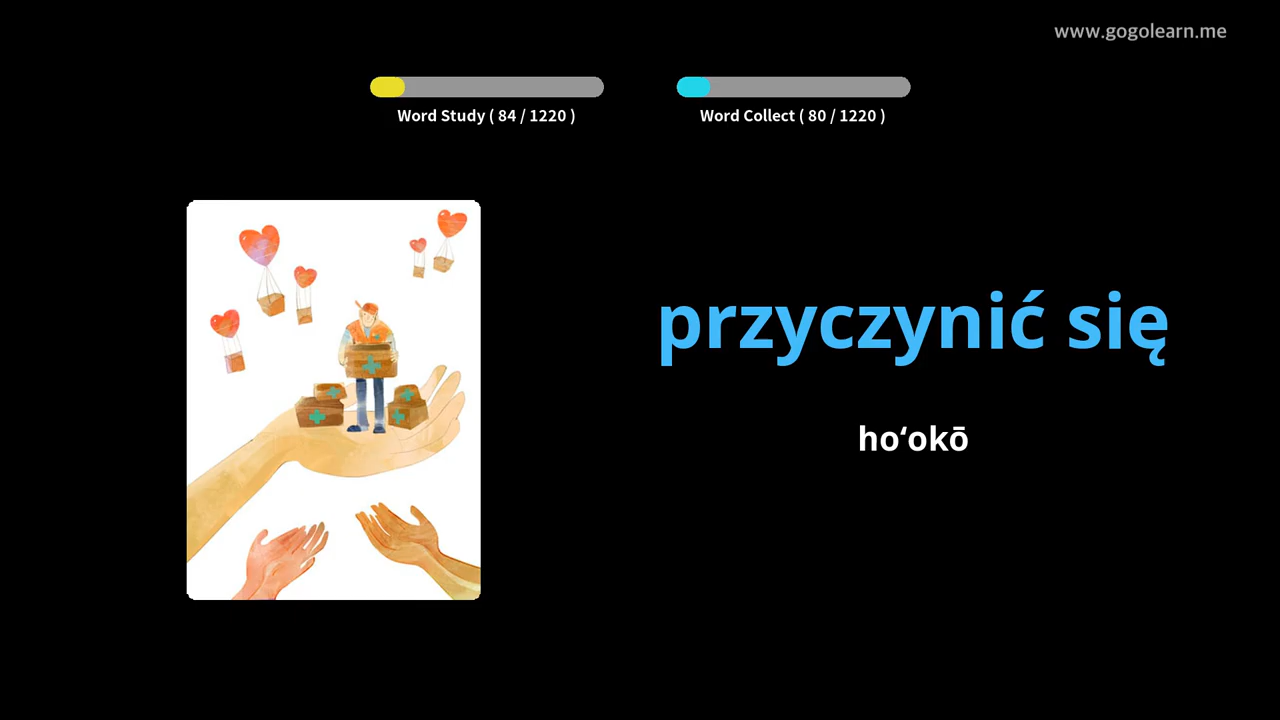 www.gogolearn.me
Word Study ( 84 / 1220 )
Word Collect ( 80 / 1220 )
przyczynić się
hoʻokō